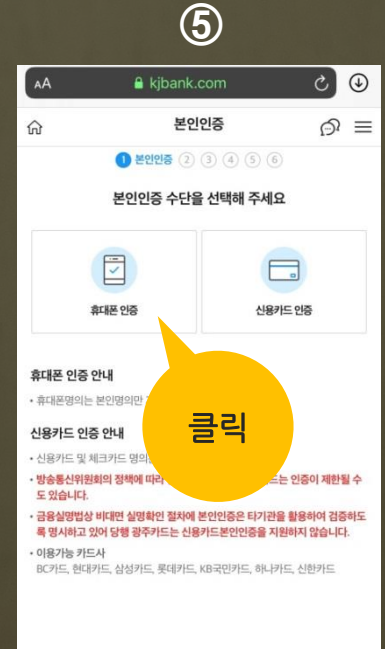 ⑤
AA kjbank.com
본인인증
1 본인인증 2 3 4 5 6
본인인증 수단을 선택해 주세요
휴대폰 인증 신용카드 인증
휴대폰 인증 안내
• 휴대폰명의는 본인명의만
클릭
신용카드 인증 안내
• 신용카드 및 체크카드 명의
• 방송통신위원회의 정책에 따라 는 인증이 제한될 수
도 있습니다.
• 금융실명법상 비대면 실명확인 절차에 본인인증은 타기관을 활용하여 검증하도
록 명시하고 있어 당행 광주카드는 신용카드본인인증을 지원하지 않습니다.
• 이용가능 카드사
BC카드, 현대카드, 삼성카드, 롯데카드, KB국민카드, 하나카드, 신한카드